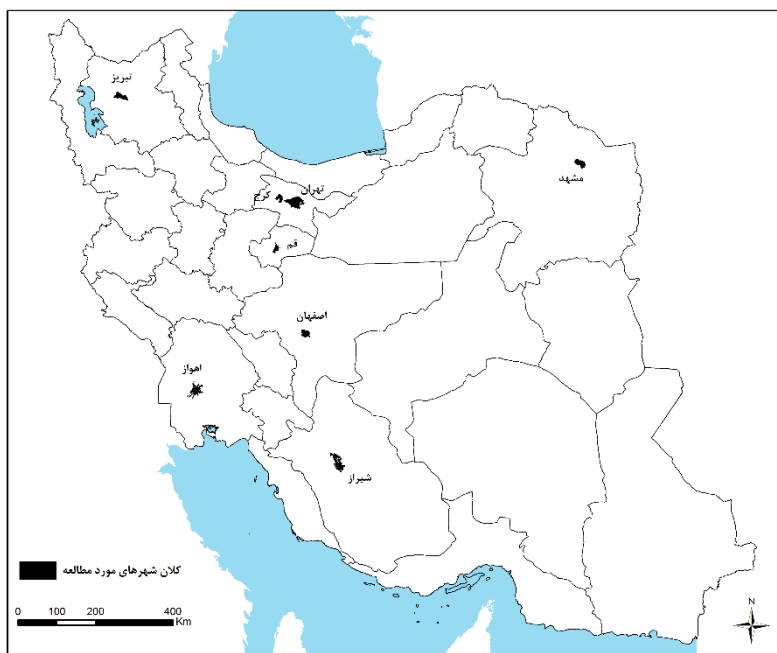 تبریز
مشهد
تهران
کرج
قم
اصفهان
اهواز
شیراز
کلان شهرهای مورد مطالعه
0 100 200 400
Km
N